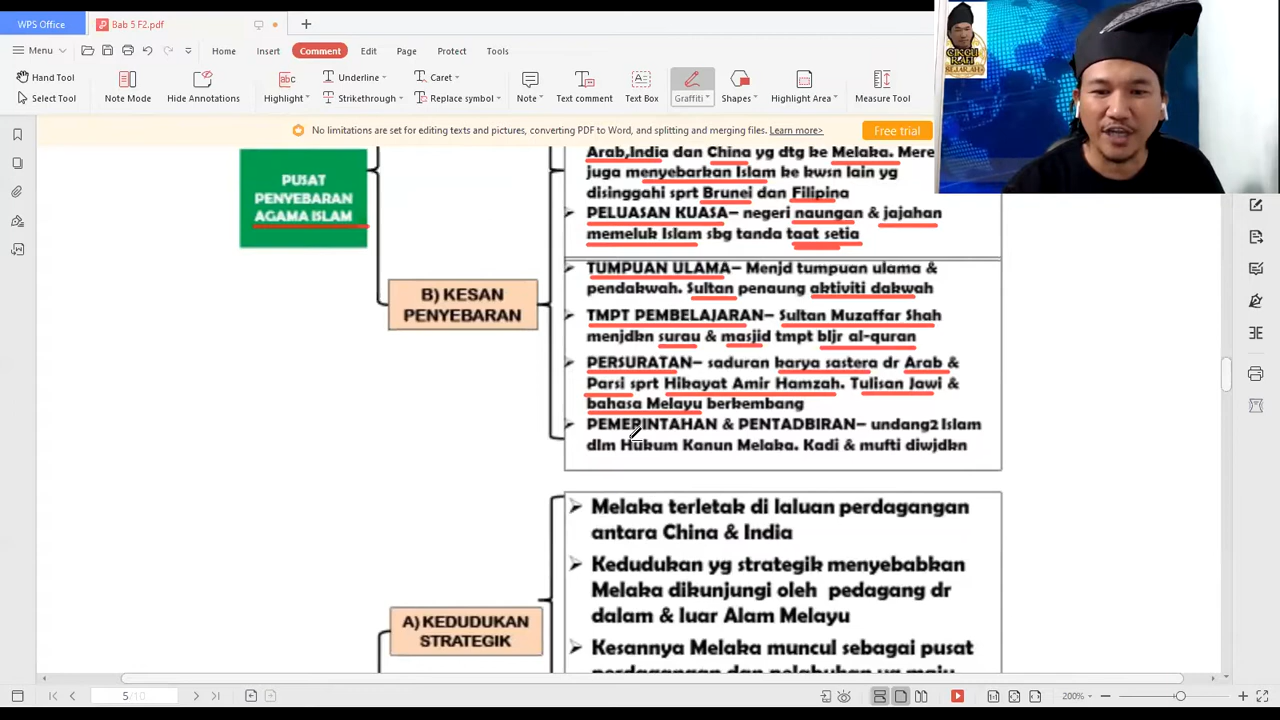 WPS Office
Bab 5 F2.pdf
Menu
Home
Insert
Comment
Edit
Page
Protect
Tools
Hand Tool
Select Tool
Note Mode
Hide Annotations
Highlight
Underline
Strikethrough
Caret
Replace symbol
Note
Text comment
Text Box
Graffiti
Shapes
Highlight Area
Measure Tool
No limitations are set for editing texts and pictures, converting PDF to Word, and splitting and merging files. Learn more>
Free trial
CIKGU
RAFI
SEJARAH
PUSAT
PENYEBARAN
AGAMA ISLAM
Arab,India dan China yg dtg ke Melaka. Mere
juga menyebarkan Islam ke kwsn lain yg
disinggahi sprt Brunei dan Filipina
PELUASAN KUASA– negeri naungan & jajahan
memeluk Islam sbg tanda taat setia
B) KESAN
PENYEBARAN
TUMPUAN ULAMA– Menjd tumpuan ulama &
pendakwah. Sultan penaung aktiviti dakwah
TMPT PEMBELAJARAN– Sultan Muzaffar Shah
menjdkn surau & masjid tmpt bljr al-quran
PERSURATAN– saduran karya sastera dr Arab &
Parsi sprt Hikayat Amir Hamzah. Tulisan Jawi &
bahasa Melayu berkembang
PEMERINTAHAN & PENTADBIRAN– undang2 Islam
dlm Hukum Kanun Melaka. Kadi & mufti diwjdkn
A) KEDUDUKAN
STRATEGIK
Melaka terletak di laluan perdagangan
antara China & India
Kedudukan yg strategik menyebabkan
Melaka dikunjungi oleh pedagang dr
dalam & luar Alam Melayu
Kesannya Melaka muncul sebagai pusat
perdagangan dan pelabuhan yg maju
5/10
200%